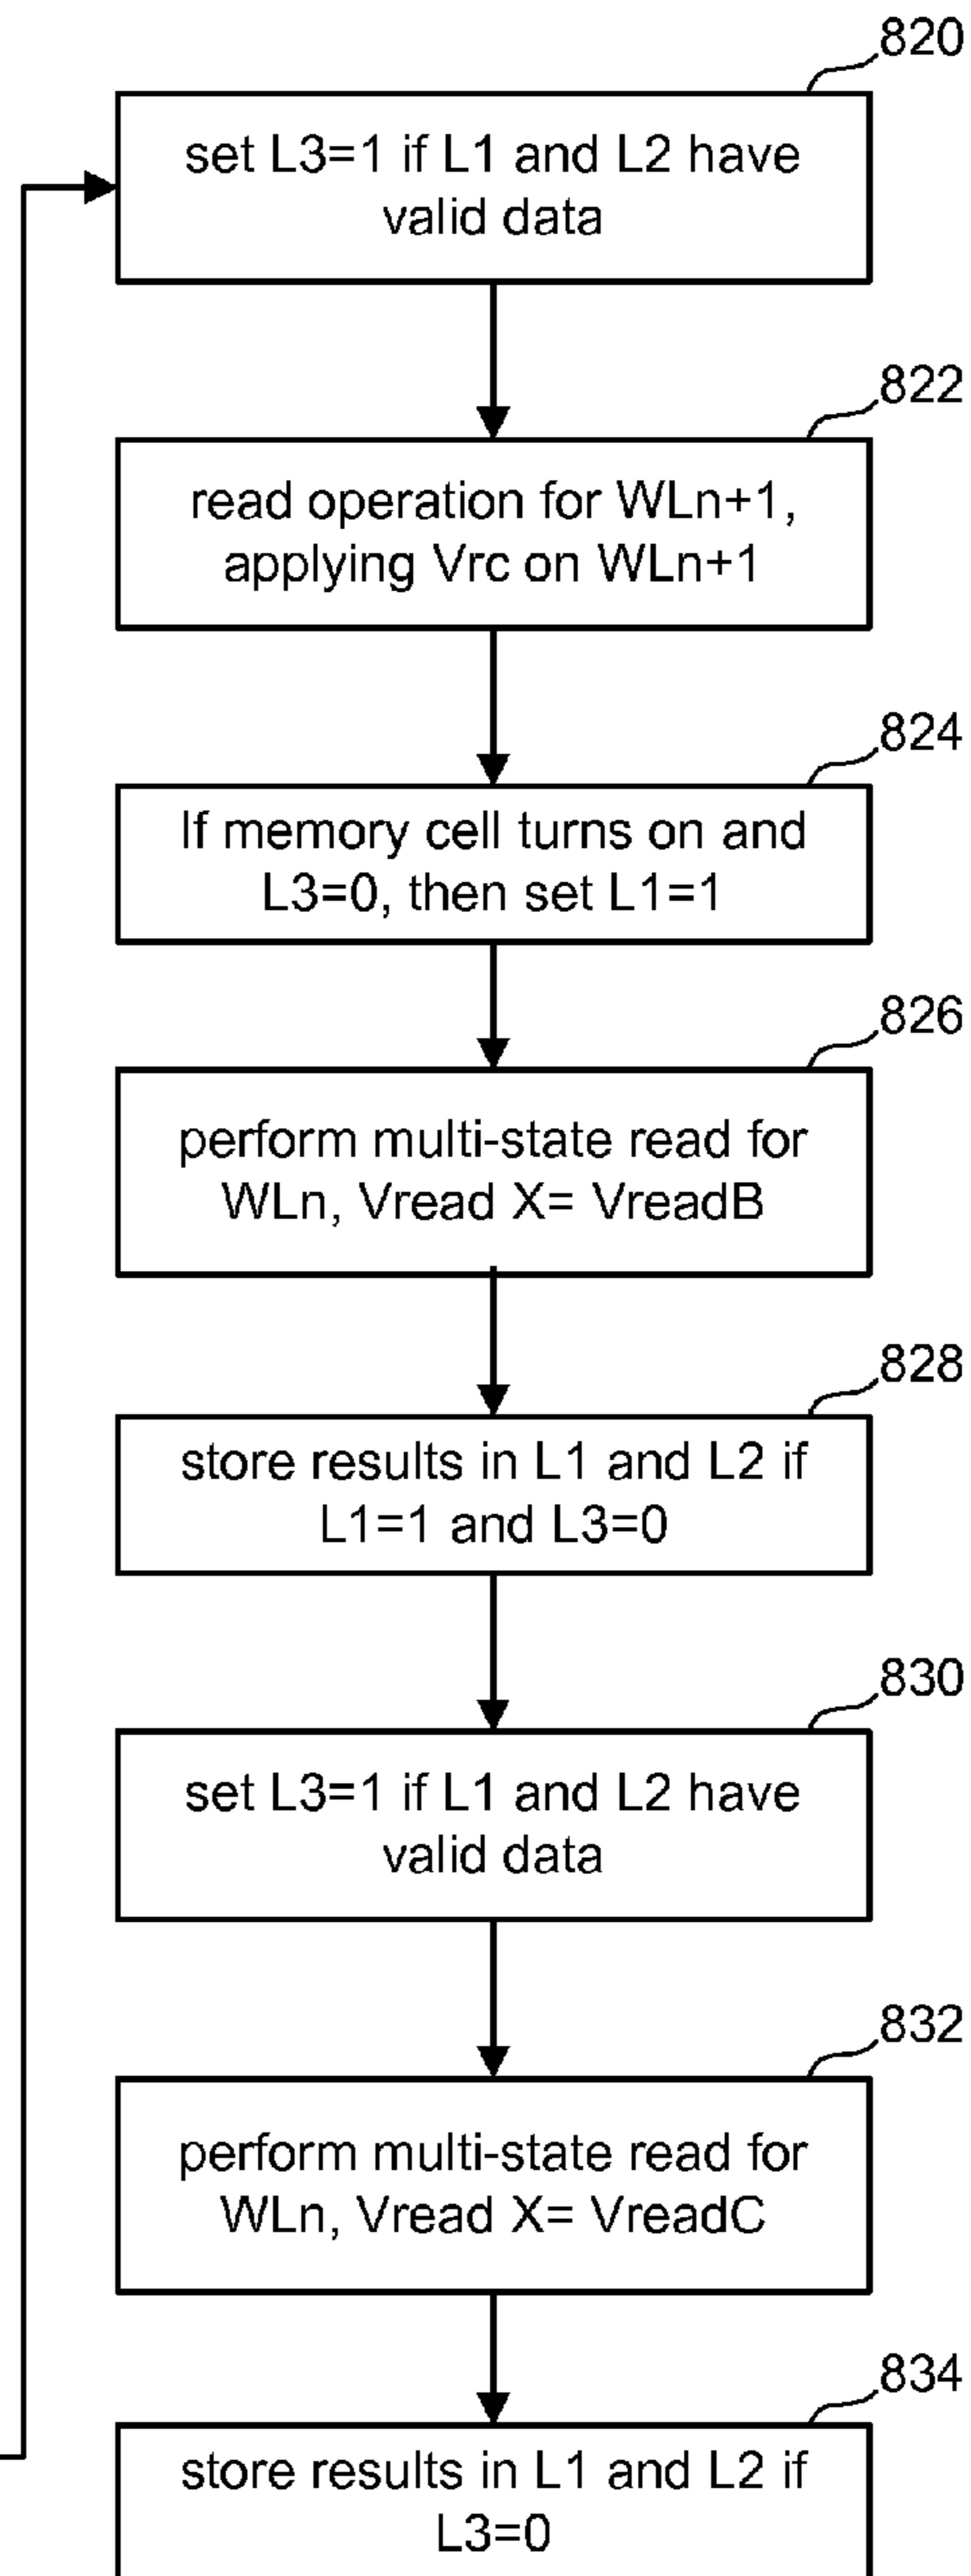 820
set L3=1 if L1 and L2 have
valid data
822
read operation for WLn+1,
applying Vrc on WLn+1
824
If memory cell turns on and
L3=0, then set L1=1
826
perform multi-state read for
WLn, Vread X= VreadB
828
store results in L1 and L2 if
L1=1 and L3=0
830
set L3=1 if L1 and L2 have
valid data
832
perform multi-state read for
WLn, Vread X= VreadC
834
store results in L1 and L2 if
L3=0